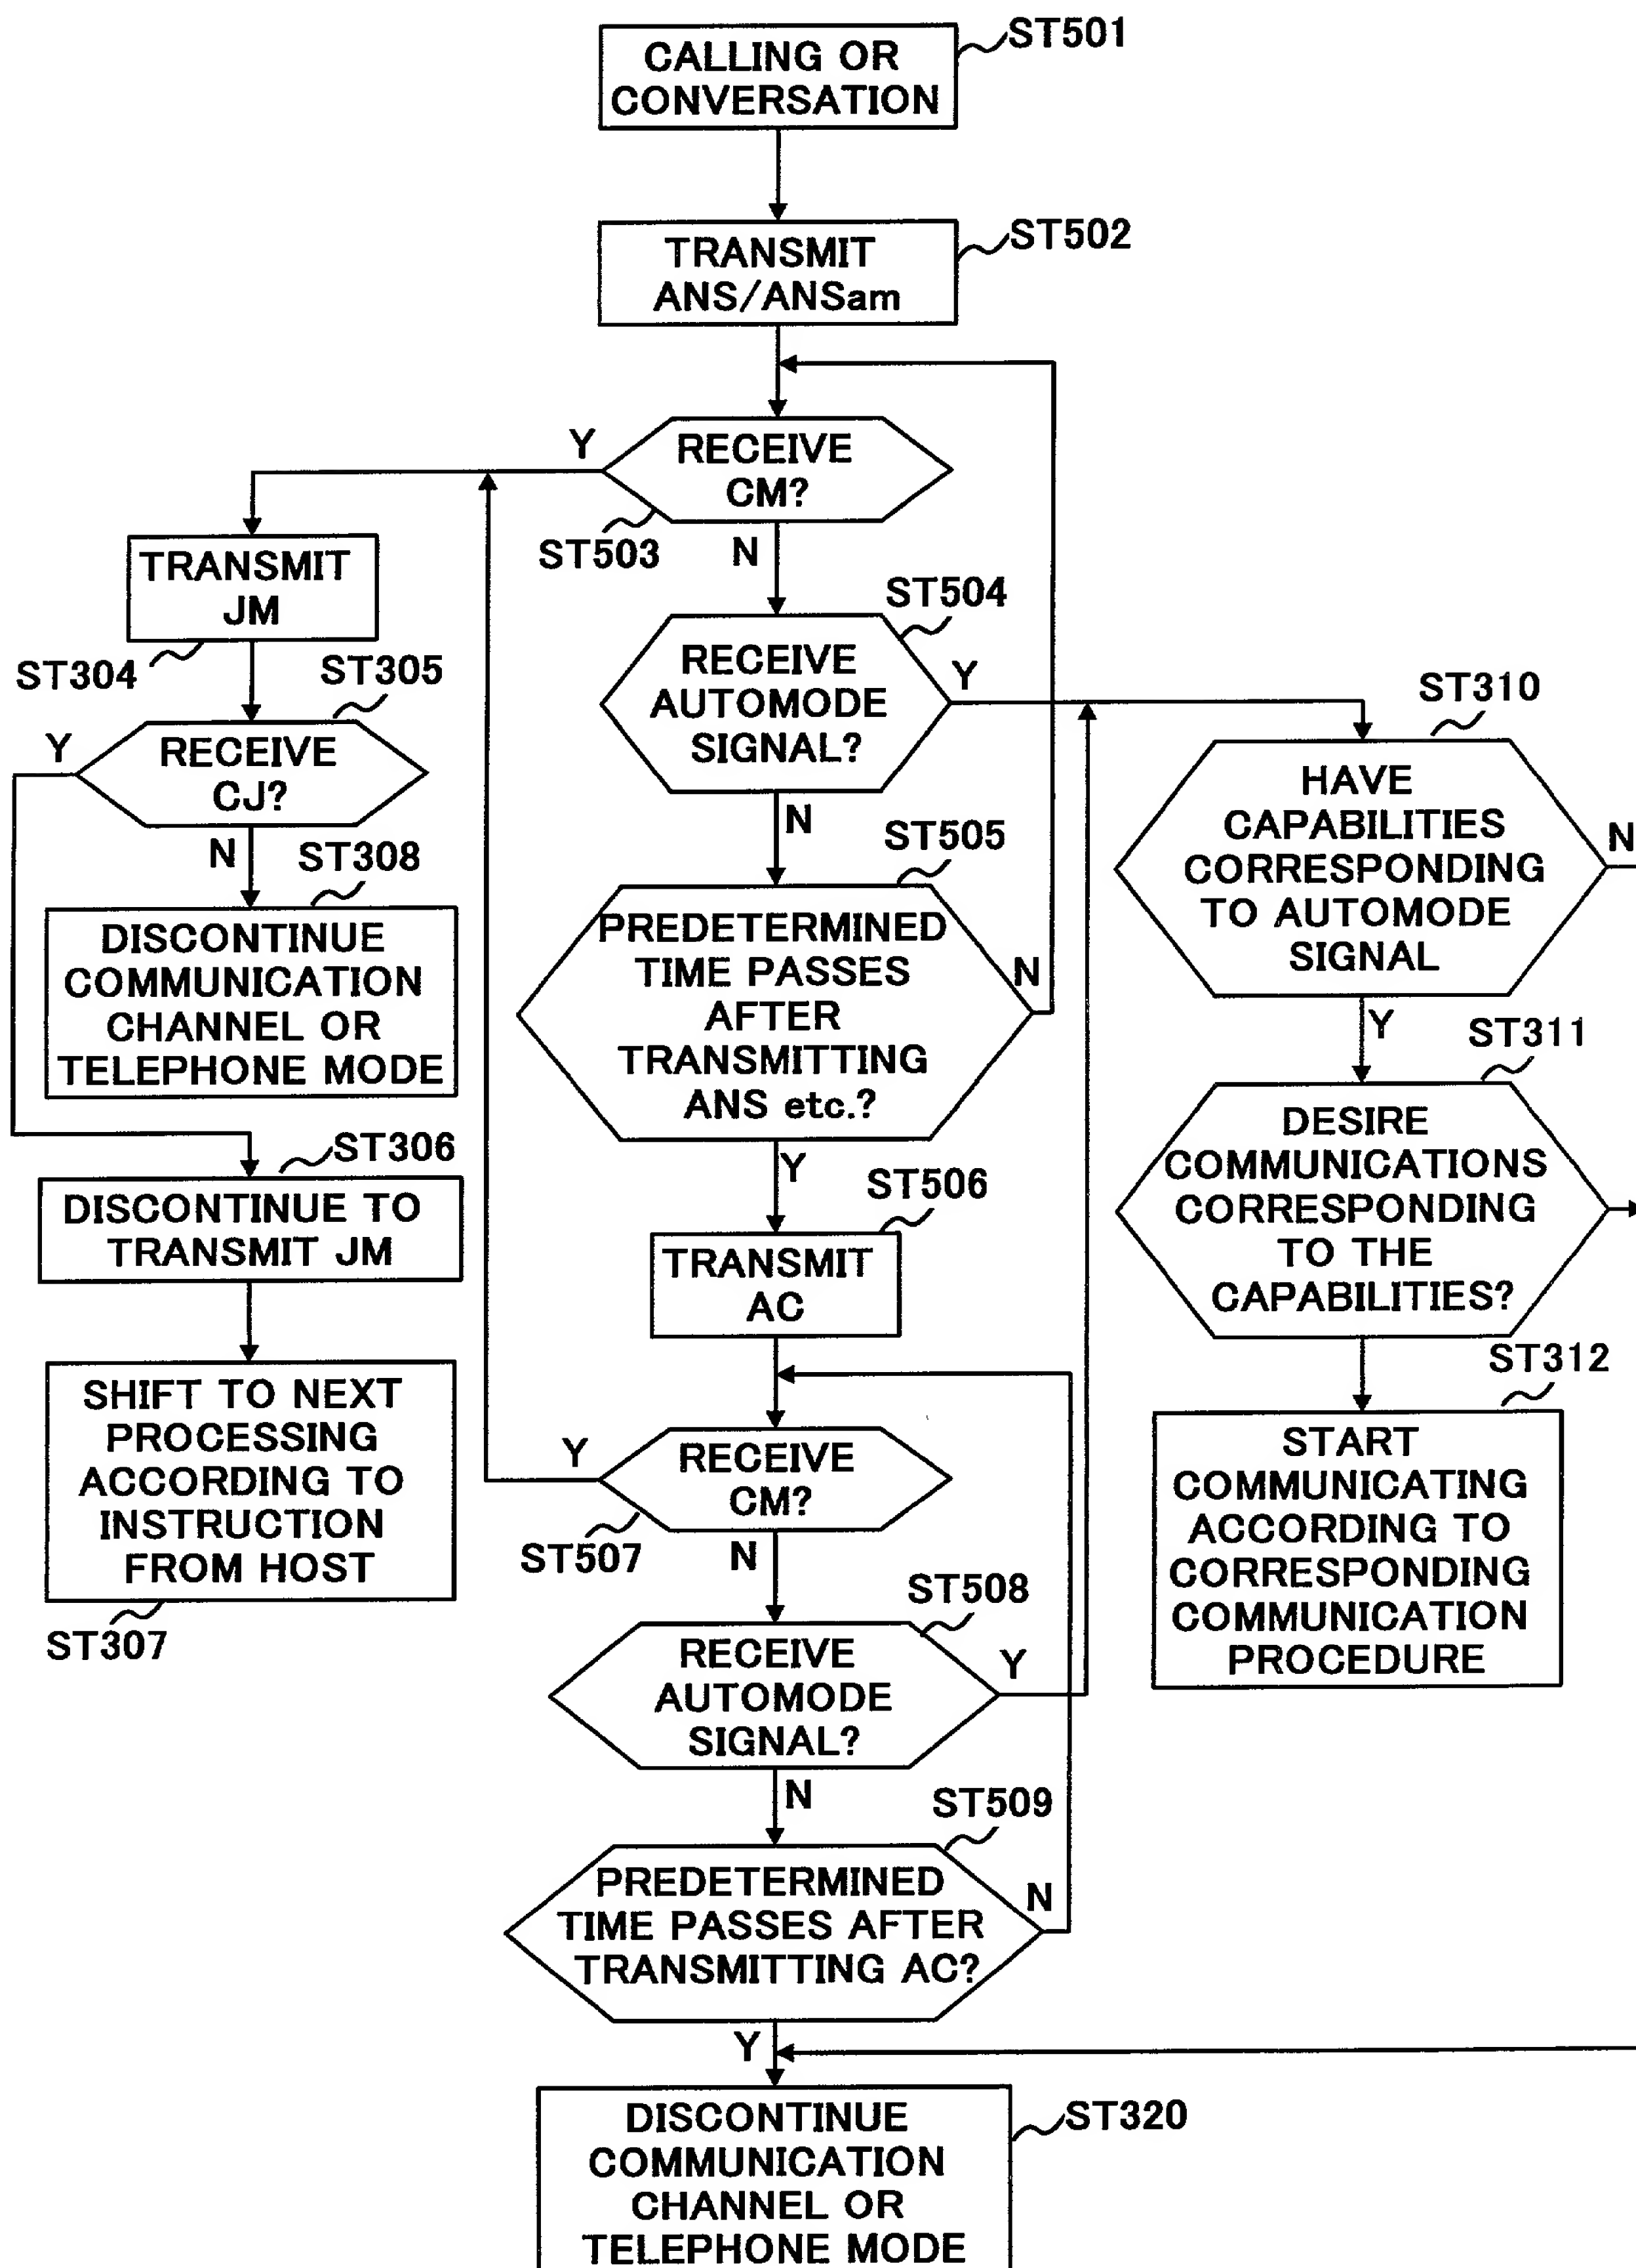 CALLING OR
CONVERSATION
ST501
TRANSMIT
ANS/ANSam
ST502
RECEIVE
CM?
Y
ST503
N
TRANSMIT
JM
ST304
ST305
RECEIVE
CJ?
Y
N
ST308
DISCONTINUE
COMMUNICATION
CHANNEL OR
TELEPHONE MODE
ST306
DISCONTINUE TO
TRANSMIT JM
SHIFT TO NEXT
PROCESSING
ACCORDING TO
INSTRUCTION
FROM HOST
ST307
ST504
RECEIVE
AUTOMODE
SIGNAL?
Y
N
ST505
PREDETERMINED
TIME PASSES
AFTER
TRANSMITTING
ANS etc.?
N
Y
ST506
TRANSMIT
AC
RECEIVE
CM?
Y
ST507
N
ST508
RECEIVE
AUTOMODE
SIGNAL?
Y
N
ST509
PREDETERMINED
TIME PASSES AFTER
TRANSMITTING AC?
N
Y
ST320
DISCONTINUE
COMMUNICATION
CHANNEL OR
TELEPHONE MODE
ST310
HAVE
CAPABILITIES
CORRESPONDING
TO AUTOMODE
SIGNAL
N
Y
ST311
DESIRE
COMMUNICATIONS
CORRESPONDING
TO THE
CAPABILITIES?
ST312
START
COMMUNICATING
ACCORDING TO
CORRESPONDING
COMMUNICATION
PROCEDURE